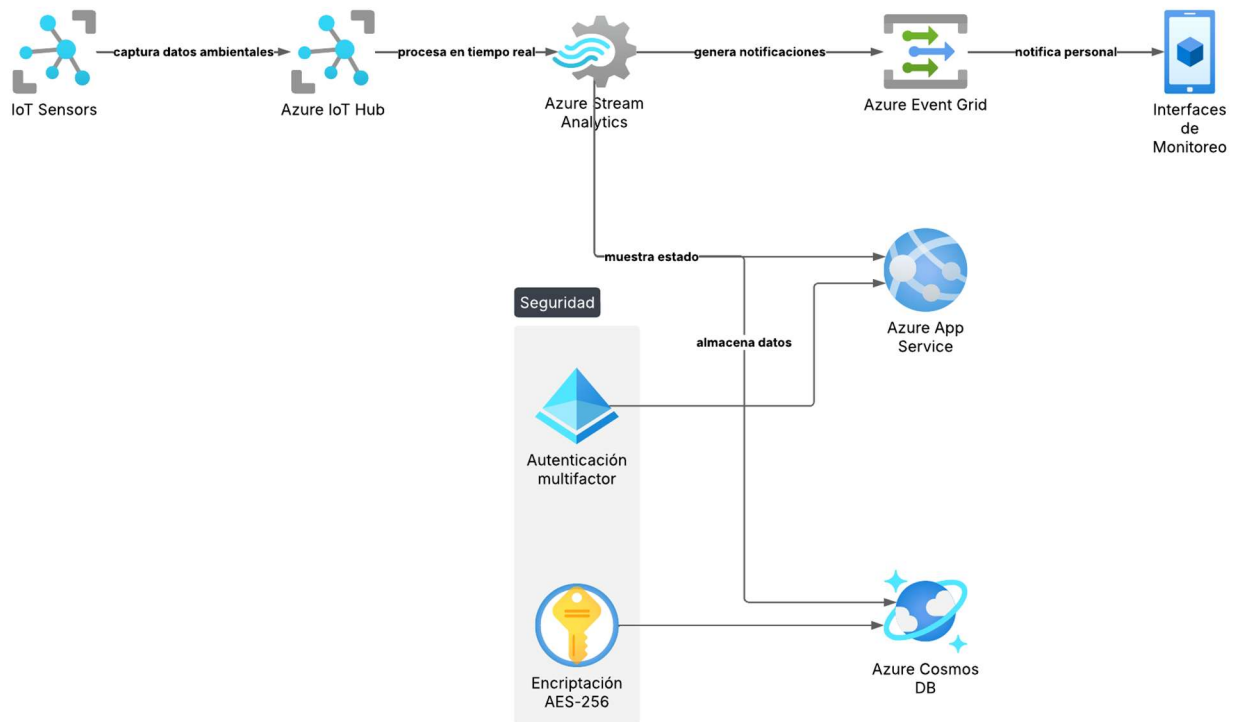 captura datos ambientales
procesa en tiempo real
genera notificaciones
notifica personal
IoT Sensors
Azure IoT Hub
Azure Stream
Analytics
Azure Event Grid
Interfaces
de
Monitoreo
muestra estado
Seguridad
Azure App
Service
almacena datos
Autenticación
multifactor
Azure Cosmos
DB
Encriptación
AES-256